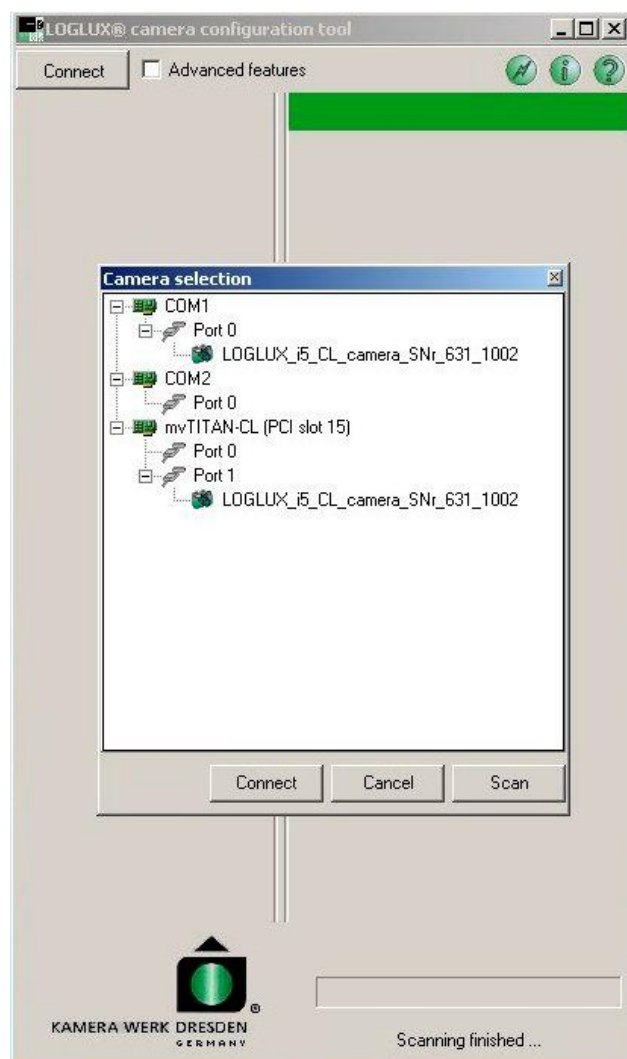 LOGLUX® camera configuration tool
Connect Advanced features
Camera selection
COM1
Port 0
LOGLUX_i5_CL_camera_SNr_631_1002
COM2
Port 0
mvTITAN-CL (PCI slot 15)
Port 0
Port 1
LOGLUX_i5_CL_camera_SNr_631_1002
Connect Cancel Scan
®
KAMERA WERK DRESDEN
GERMANY
Scanning finished ...